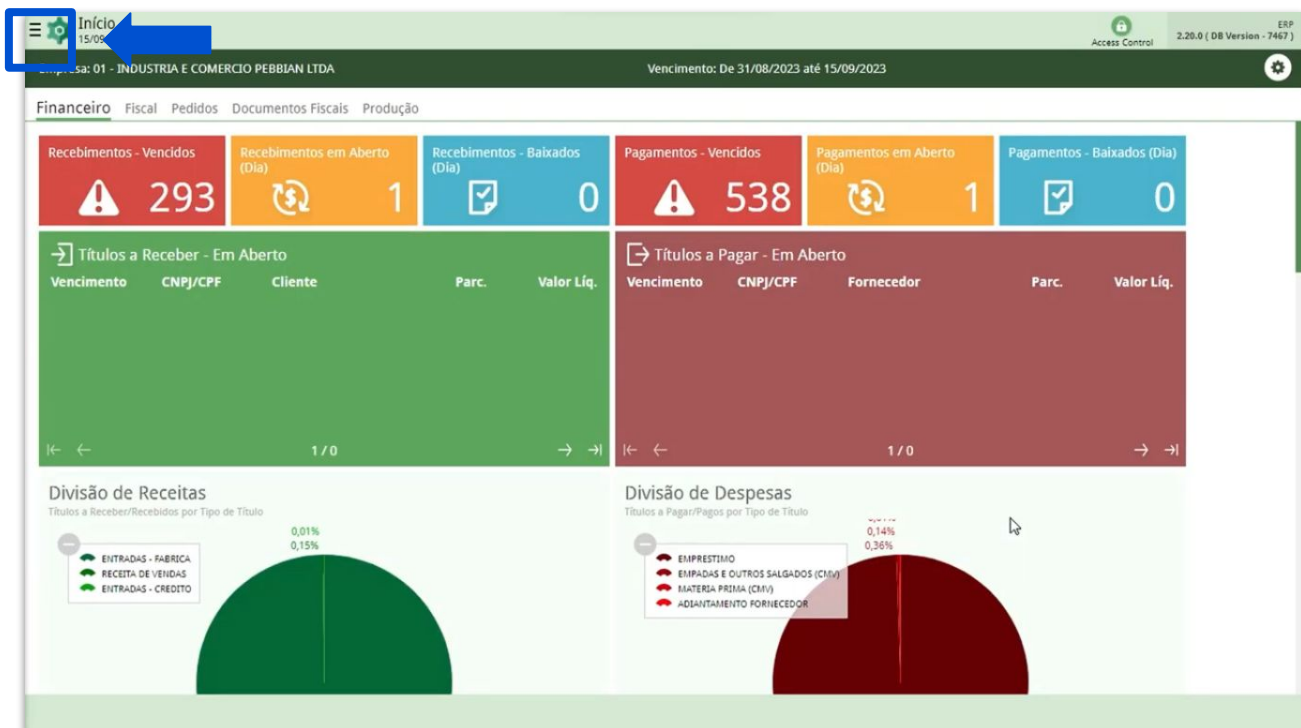 Início
15/09
Access Control
ERP
2.20.0 ( DB Version - 7467 )
Empresa: 01 - INDUSTRIA E COMERCIO PEBBIAN LTDA
Vencimento: De 31/08/2023 até 15/09/2023
Financeiro Fiscal Pedidos Documentos Fiscais Produção
Recebimentos - Vencidos
293
Recebimentos em Aberto
(Dia)
1
Recebimentos - Baixados
(Dia)
0
Pagamentos - Vencidos
538
Pagamentos em Aberto
(Dia)
1
Pagamentos - Baixados (Dia)
0
Títulos a Receber - Em Aberto
Vencimento CNPJ/CPF Cliente Parc. Valor Líq.
1 / 0
Títulos a Pagar - Em Aberto
Vencimento CNPJ/CPF Fornecedor Parc. Valor Líq.
1 / 0
Divisão de Receitas
Títulos a Receber/Recebidos por Tipo de Título
0,01%
0,15%
ENTRADAS - FABRICA
RECEITA DE VENDAS
ENTRADAS - CREDITO
Divisão de Despesas
Títulos a Pagar/Pagos por Tipo de Título
0,14%
0,36%
EMPRESTIMO
EMPADAS E OUTROS SALGADOS (CMV)
MATERIA PRIMA (CMV)
ADIANTAMENTO FORNECEDOR